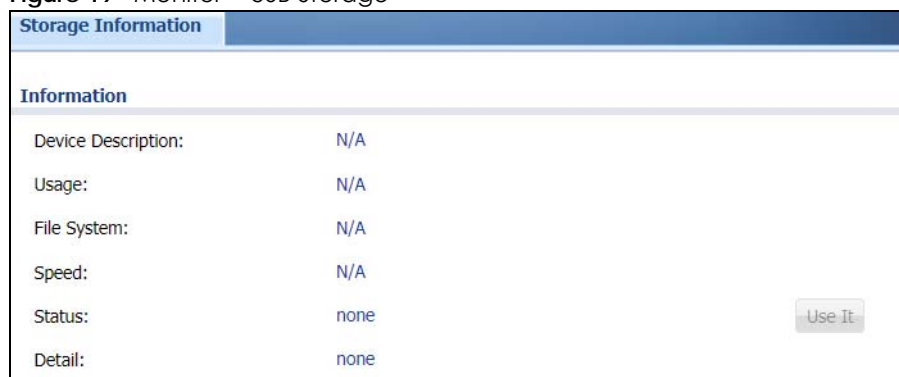 Storage Information
Information
Device Description: N/A
Usage: N/A
File System: N/A
Speed: N/A
Status: none Use It
Detail: none